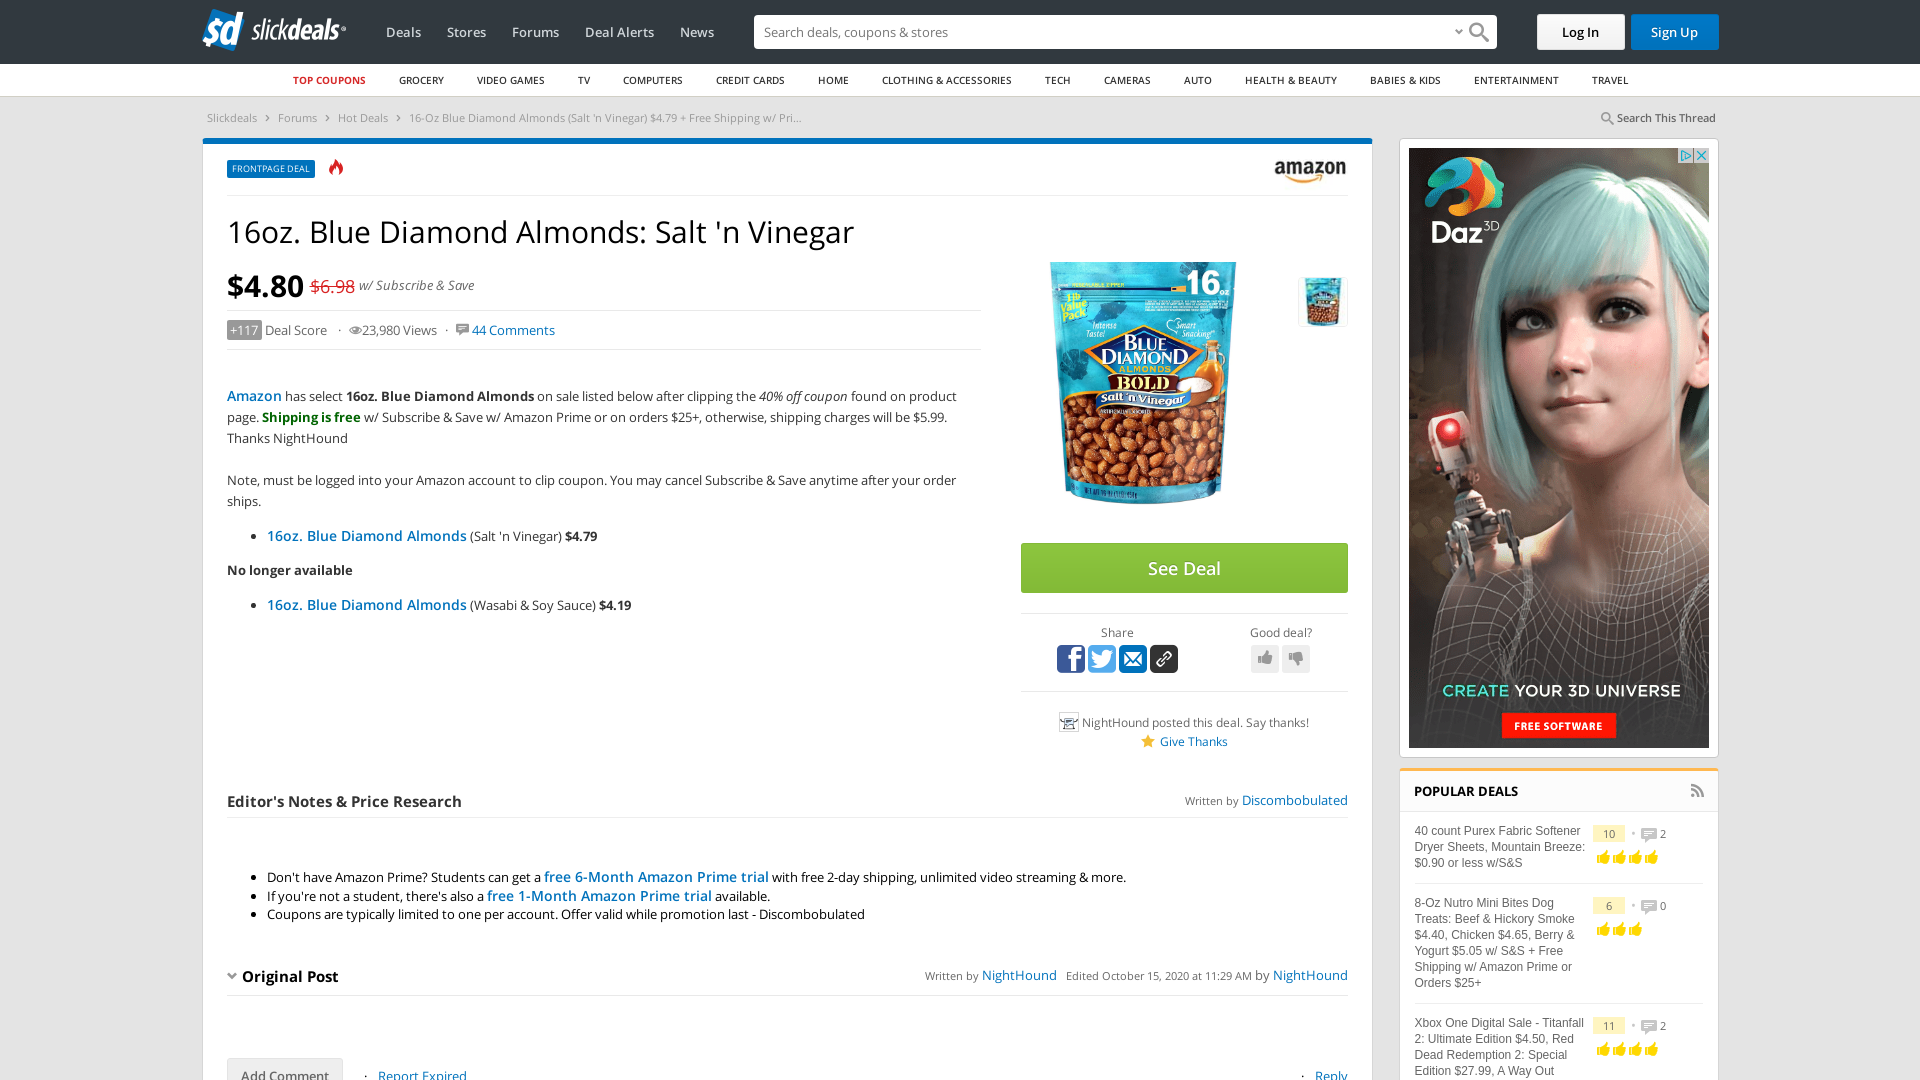 slickdeals
Deals
Stores
Forums
Deal Alerts
News
Search deals, coupons & stores
Log In
Sign Up
TOP COUPONS
GROCERY
VIDEO GAMES
TV
COMPUTERS
CREDIT CARDS
HOME
CLOTHING & ACCESSORIES
TECH
CAMERAS
AUTO
HEALTH & BEAUTY
BABIES & KIDS
ENTERTAINMENT
TRAVEL
Slickdeals › Forums › Hot Deals › 16-Oz Blue Diamond Almonds (Salt 'n Vinegar) $4.79 + Free Shipping w/ Pri...
Search This Thread
FRONTPAGE DEAL
amazon
16oz. Blue Diamond Almonds: Salt 'n Vinegar
$4.80 $6.98 w/ Subscribe & Save
+117 Deal Score · 23,980 Views · 44 Comments
Amazon has select 16oz. Blue Diamond Almonds on sale listed below after clipping the 40% off coupon found on product
page. Shipping is free w/ Subscribe & Save w/ Amazon Prime or on orders $25+, otherwise, shipping charges will be $5.99.
Thanks NightHound
Note, must be logged into your Amazon account to clip coupon. You may cancel Subscribe & Save anytime after your order
ships.
• 16oz. Blue Diamond Almonds (Salt 'n Vinegar) $4.79
No longer available
• 16oz. Blue Diamond Almonds (Wasabi & Soy Sauce) $4.19
16 oz
1 lb
Value
Pack
Intense
Taste!
Smart
Snacking!
BLUE
DIAMOND
ALMONDS
BOLD
Salt 'n Vinegar
See Deal
Share
Good deal?
NightHound posted this deal. Say thanks!
Give Thanks
Editor's Notes & Price Research
Written by Discombobulated
• Don't have Amazon Prime? Students can get a free 6-Month Amazon Prime trial with free 2-day shipping, unlimited video streaming & more.
• If you're not a student, there's also a free 1-Month Amazon Prime trial available.
• Coupons are typically limited to one per account. Offer valid while promotion last - Discombobulated
Original Post
Written by NightHound Edited October 15, 2020 at 11:29 AM by NightHound
Add Comment
· Report Expired
· Reply
Daz 3D
CREATE YOUR 3D UNIVERSE
FREE SOFTWARE
POPULAR DEALS
40 count Purex Fabric Softener
Dryer Sheets, Mountain Breeze:
$0.90 or less w/S&S
10 • 2
8-Oz Nutro Mini Bites Dog
Treats: Beef & Hickory Smoke
$4.40, Chicken $4.65, Berry &
Yogurt $5.05 w/ S&S + Free
Shipping w/ Amazon Prime or
Orders $25+
6 • 0
Xbox One Digital Sale - Titanfall
2: Ultimate Edition $4.50, Red
Dead Redemption 2: Special
Edition $27.99, A Way Out
11 • 2